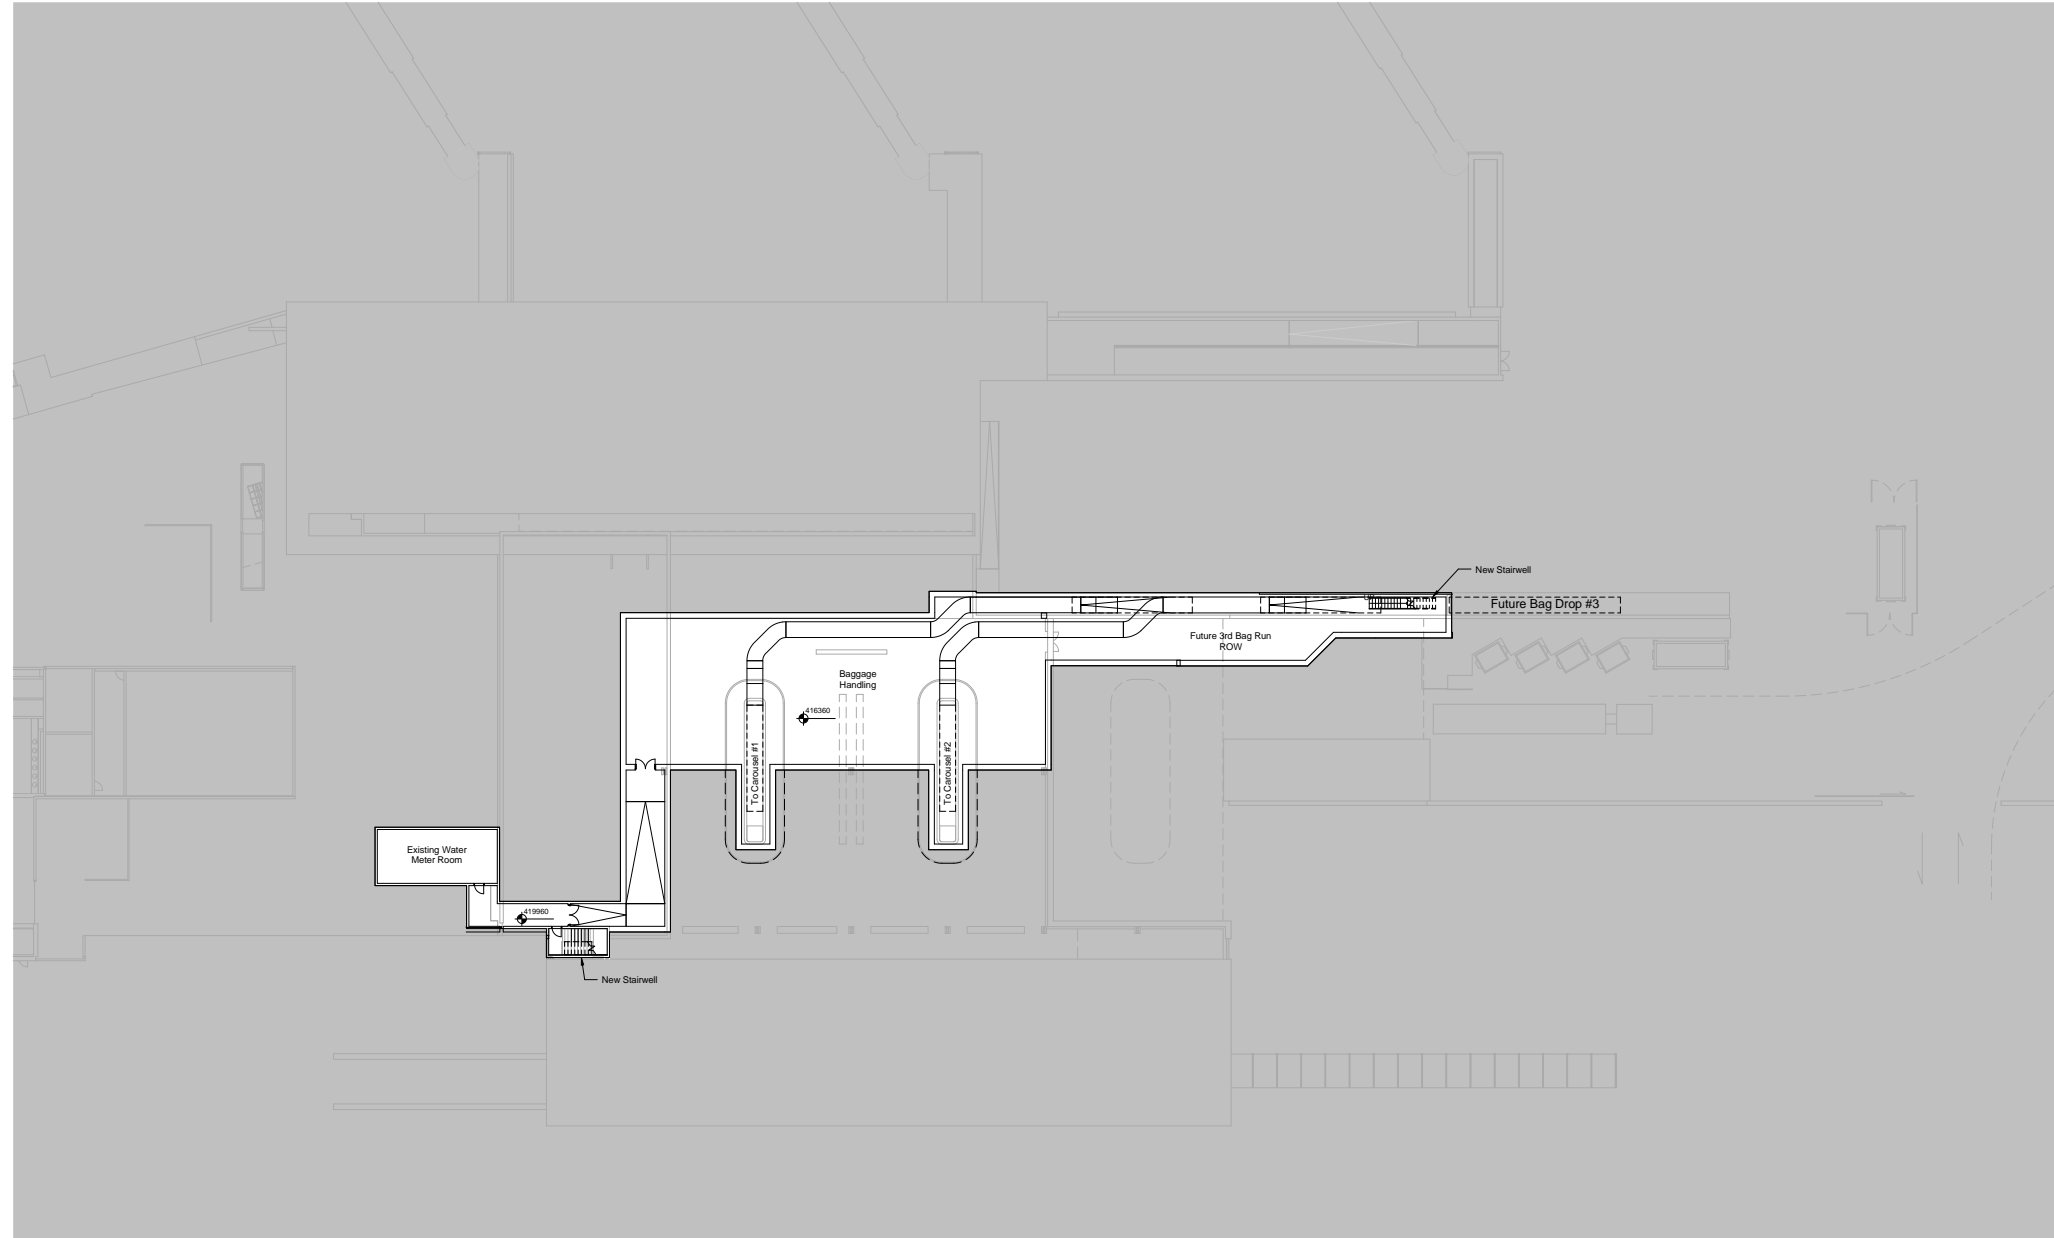 New Stairwell
Future Bag Drop #3
Future 3rd Bag Run
ROW
Baggage
Handling
416360
To Carousel #1
To Carousel #2
Existing Water
Meter Room
419960
New Stairwell